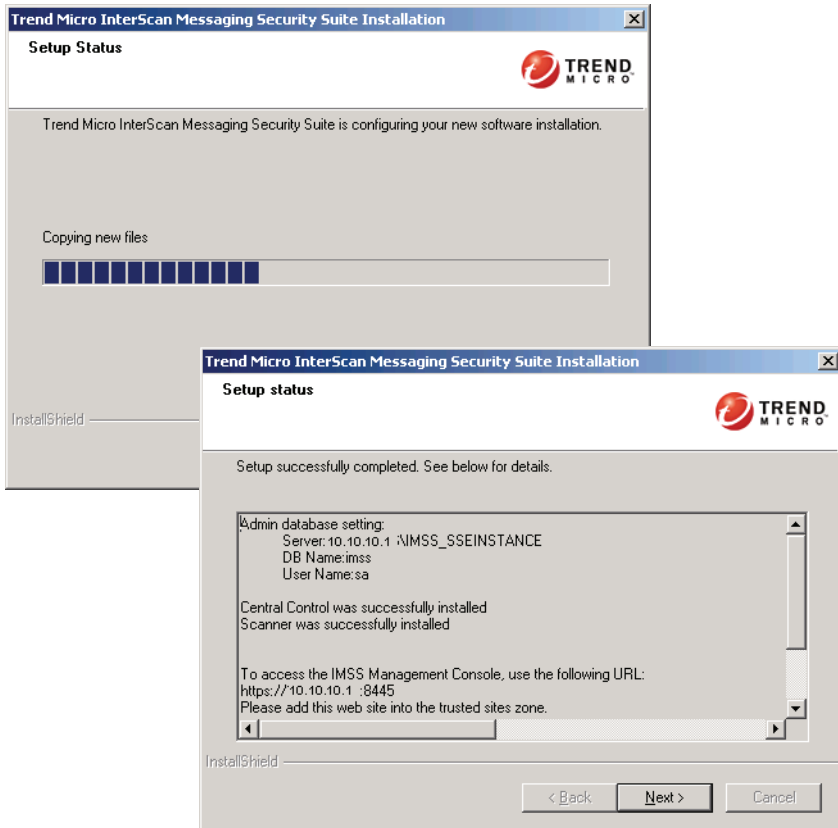 Trend Micro InterScan Messaging Security Suite Installation
Setup Status
TREND
MICRO
Trend Micro InterScan Messaging Security Suite is configuring your new software installation.
Copying new files
InstallShield
Trend Micro InterScan Messaging Security Suite Installation
Setup status
TREND
MICRO
Setup successfully completed. See below for details.
Admin database setting:
Server:10.10.10.1 \IMSS_SSEINSTANCE
DB Name:imss
User Name:sa
Central Control was successfully installed
Scanner was successfully installed
To access the IMSS Management Console, use the following URL:
https://10.10.10.1 :8445
Please add this web site into the trusted sites zone.
InstallShield
< Back
Next >
Cancel